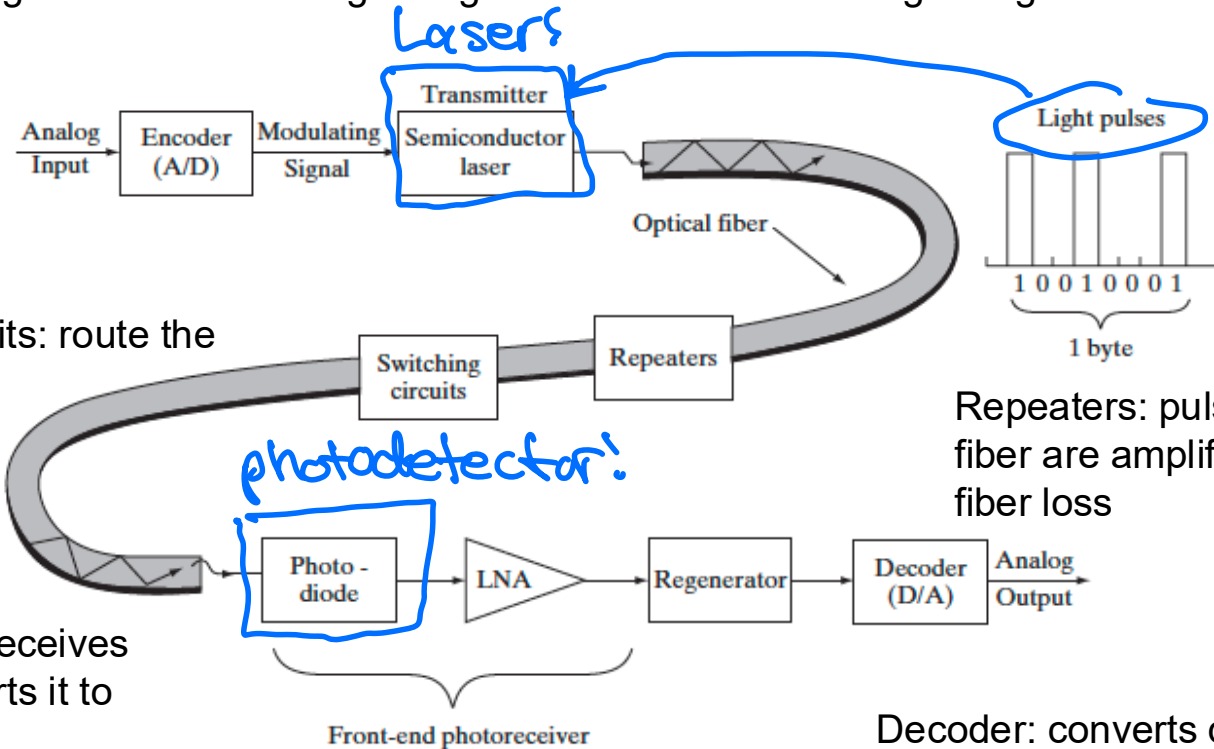 Laser!
Transmitter
Light pulses
Analog
Input
Encoder
(A/D)
Modulating
Signal
Semiconductor
laser
Optical fiber
1 0 0 1 0 0 0 1
1 byte
its: route the
Switching
circuits
Repeaters
Repeaters: puls
fiber are amplif
fiber loss
photodetector!
Photo -
diode
LNA
Regenerator
Decoder
(D/A)
Analog
Output
eceives
rts it to
Front-end photoreceiver
Decoder: converts